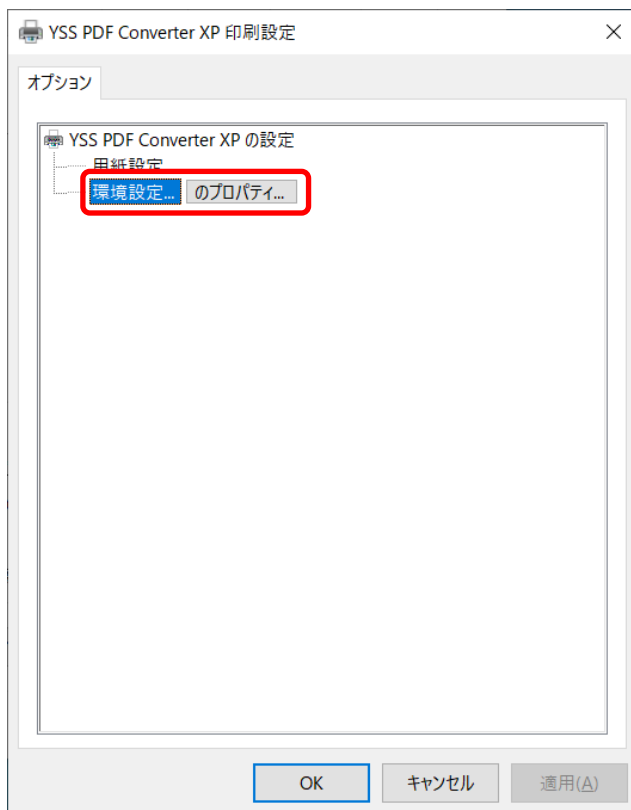 YSS PDF Converter XP 印刷設定
オプション
YSS PDF Converter XP の設定
用紙設定
環境設定... のプロパティ...
OK キャンセル 適用(A)